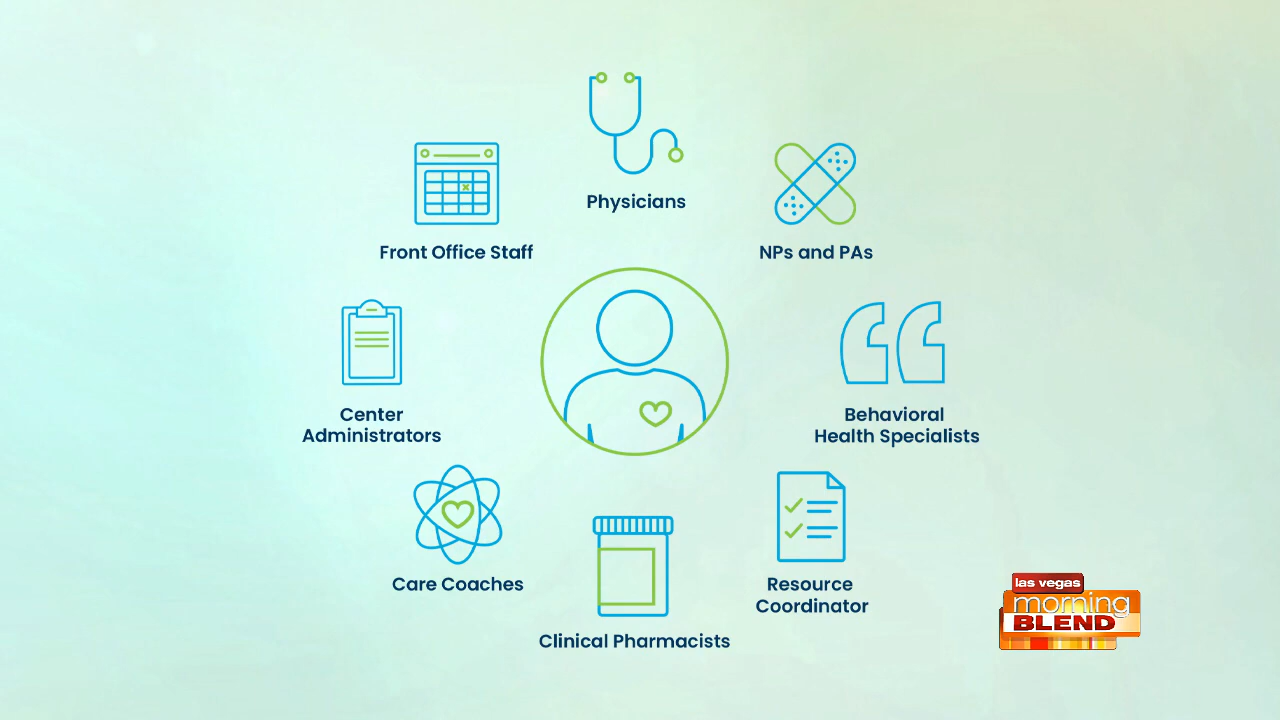 Physicians
Front Office Staff
NPs and PAs
Center
Administrators
Behavioral
Health Specialists
Care Coaches
Resource
Coordinator
Clinical Pharmacists
las vegas
morning
BLEND